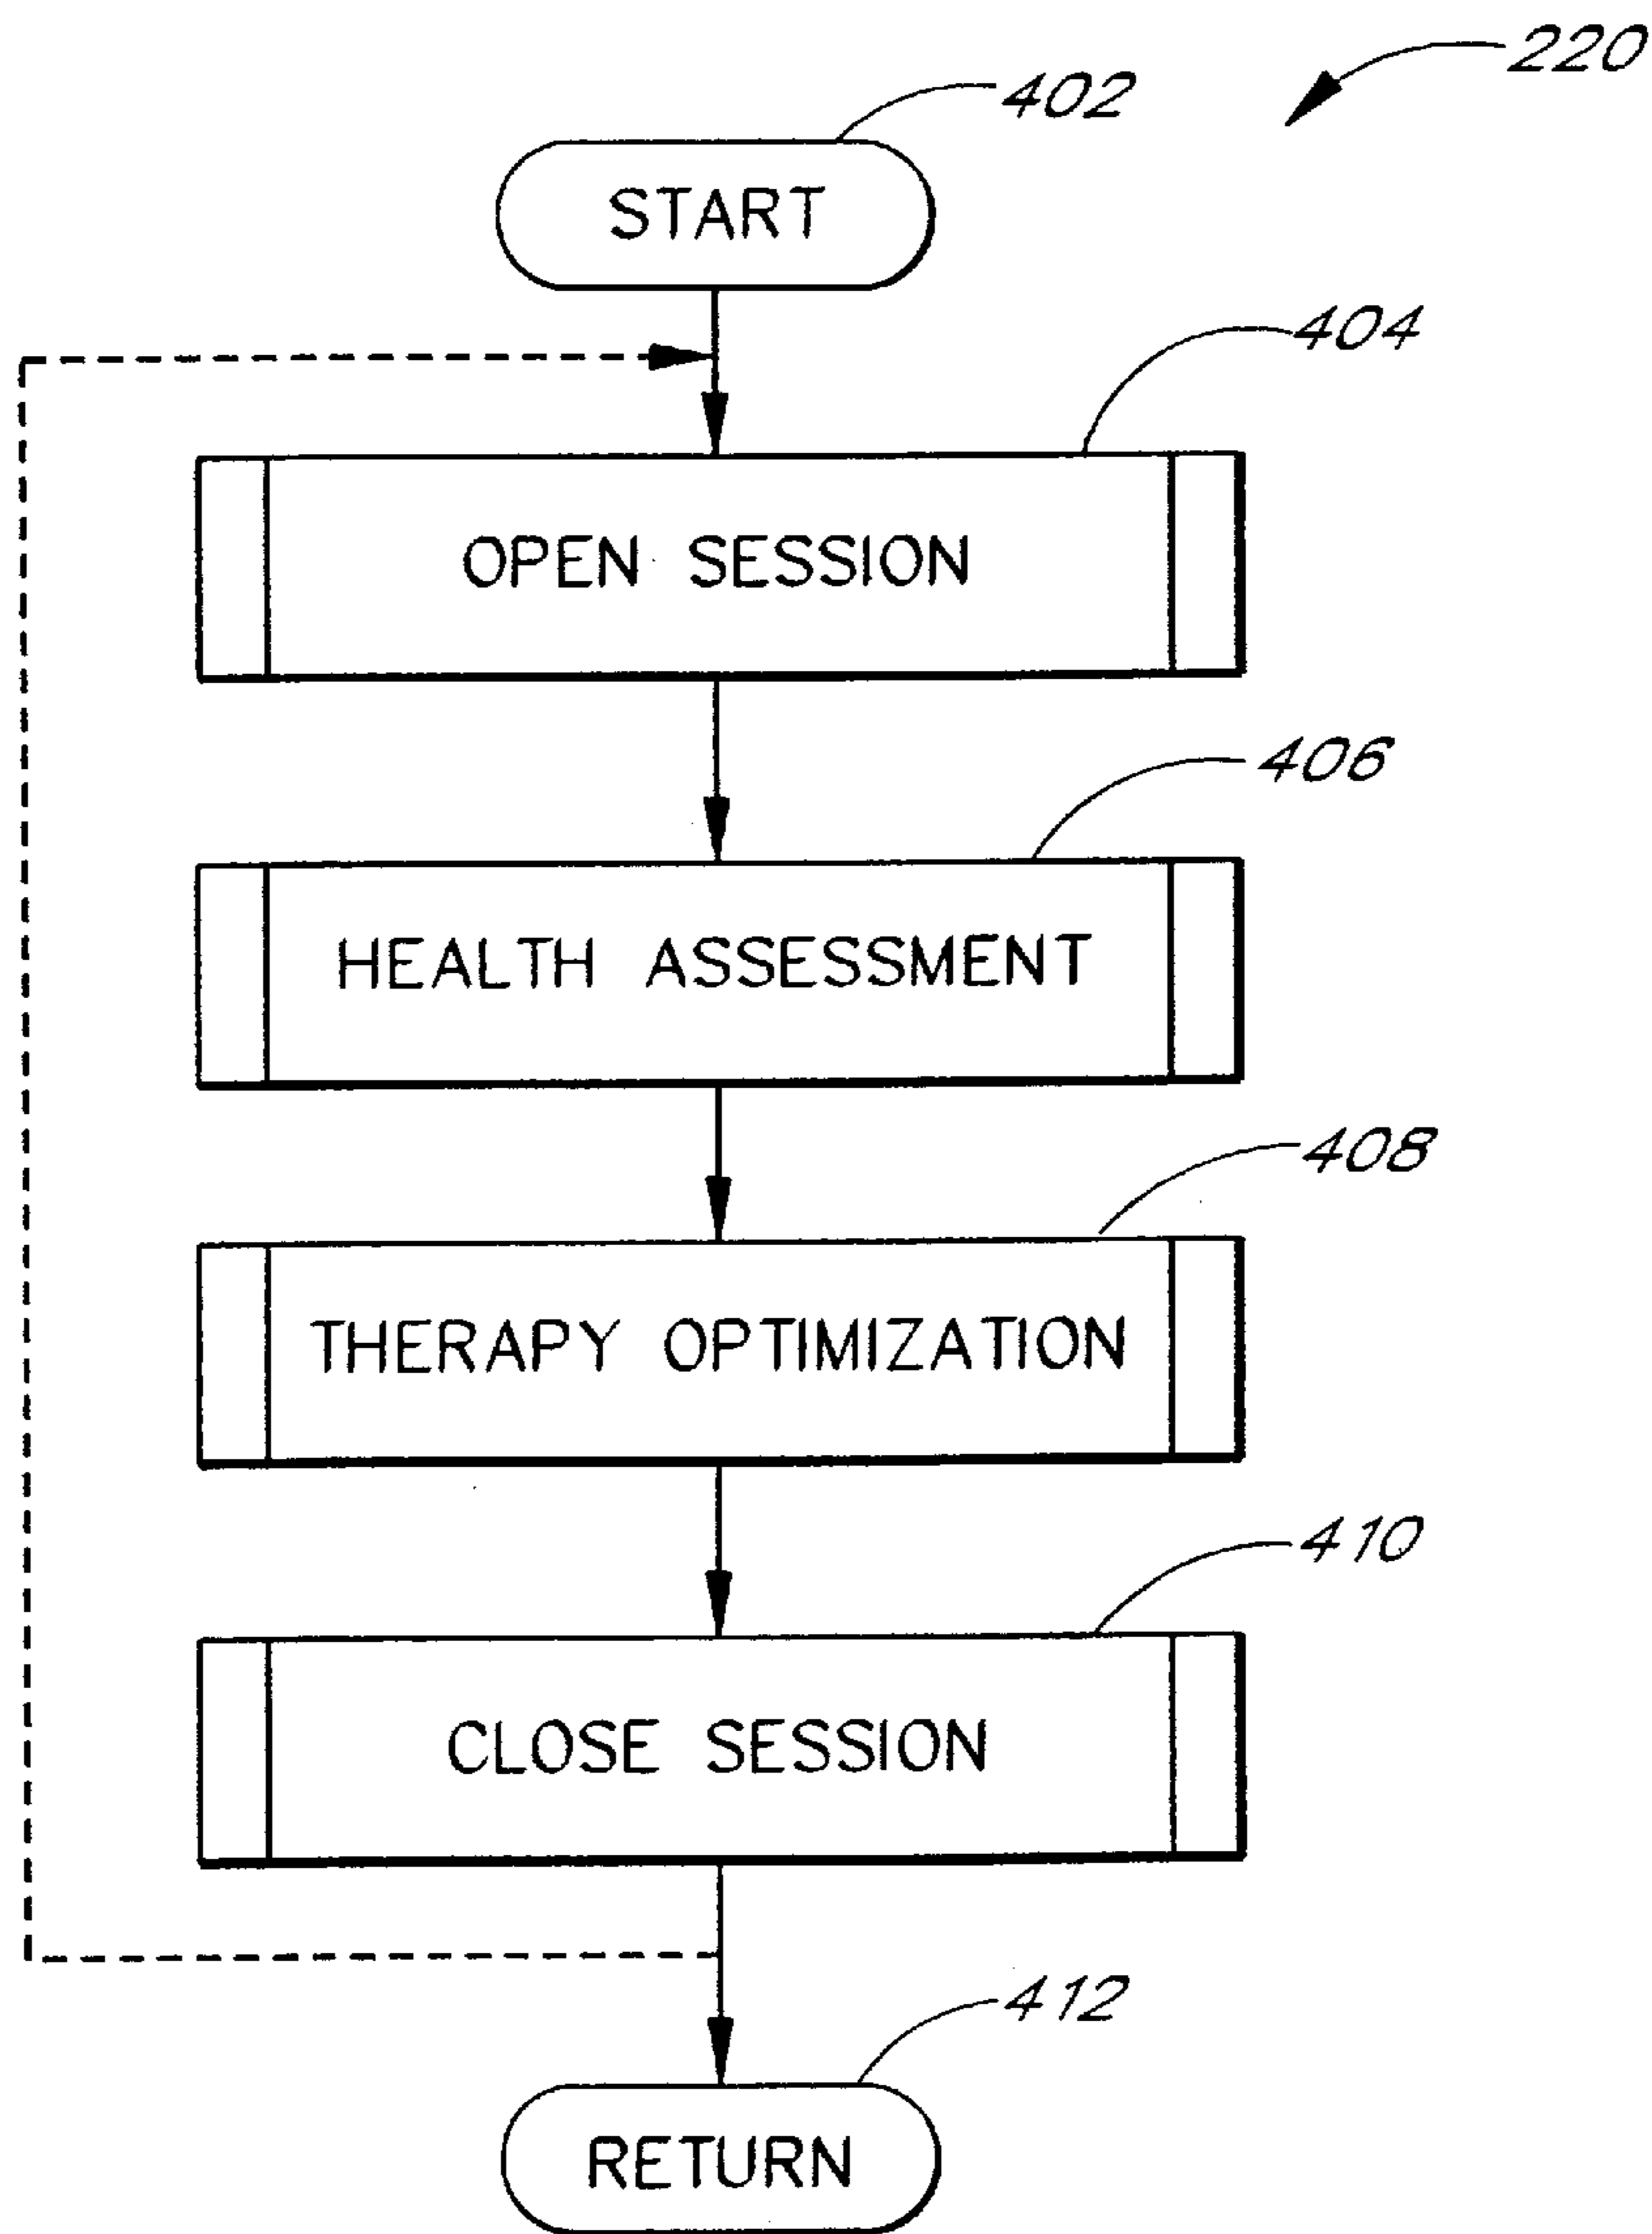 220
402
START
404
OPEN SESSION
406
HEALTH ASSESSMENT
408
THERAPY OPTIMIZATION
410
CLOSE SESSION
412
RETURN